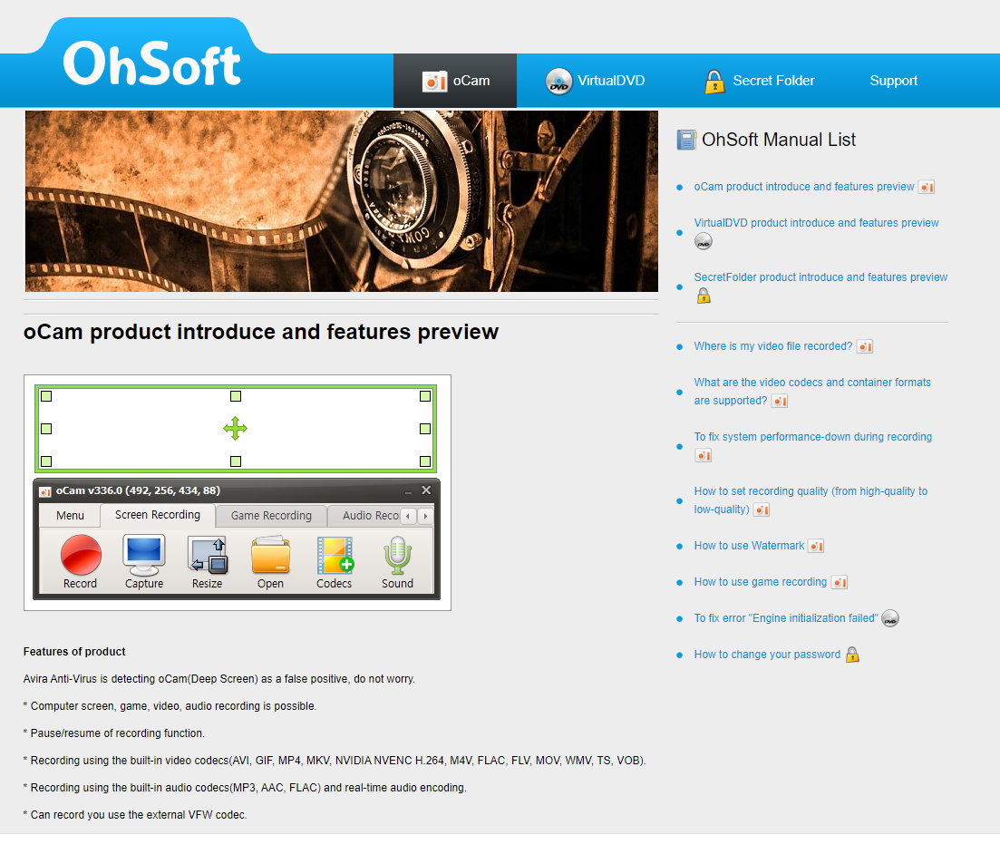 OhSoft
oCam
VirtualDVD
Secret Folder
Support
OhSoft Manual List
oCam product introduce and features preview
VirtualDVD product introduce and features preview
SecretFolder product introduce and features preview
Where is my video file recorded?
What are the video codecs and container formats
are supported?
To fix system performance-down during recording
How to set recording quality (from high-quality to
low-quality)
How to use Watermark
How to use game recording
To fix error "Engine initialization failed"
How to change your password
oCam product introduce and features preview
oCam v336.0 (492, 256, 434, 88)
Menu
Screen Recording
Game Recording
Audio Reco
Record
Capture
Resize
Open
Codecs
Sound
Features of product
Avira Anti-Virus is detecting oCam(Deep Screen) as a false positive, do not worry.
* Computer screen, game, video, audio recording is possible.
* Pause/resume of recording function.
* Recording using the built-in video codecs(AVI, GIF, MP4, MKV, NVIDIA NVENC H.264, M4V, FLAC, FLV, MOV, WMV, TS, VOB).
* Recording using the built-in audio codecs(MP3, AAC, FLAC) and real-time audio encoding.
* Can record you use the external VFW codec.